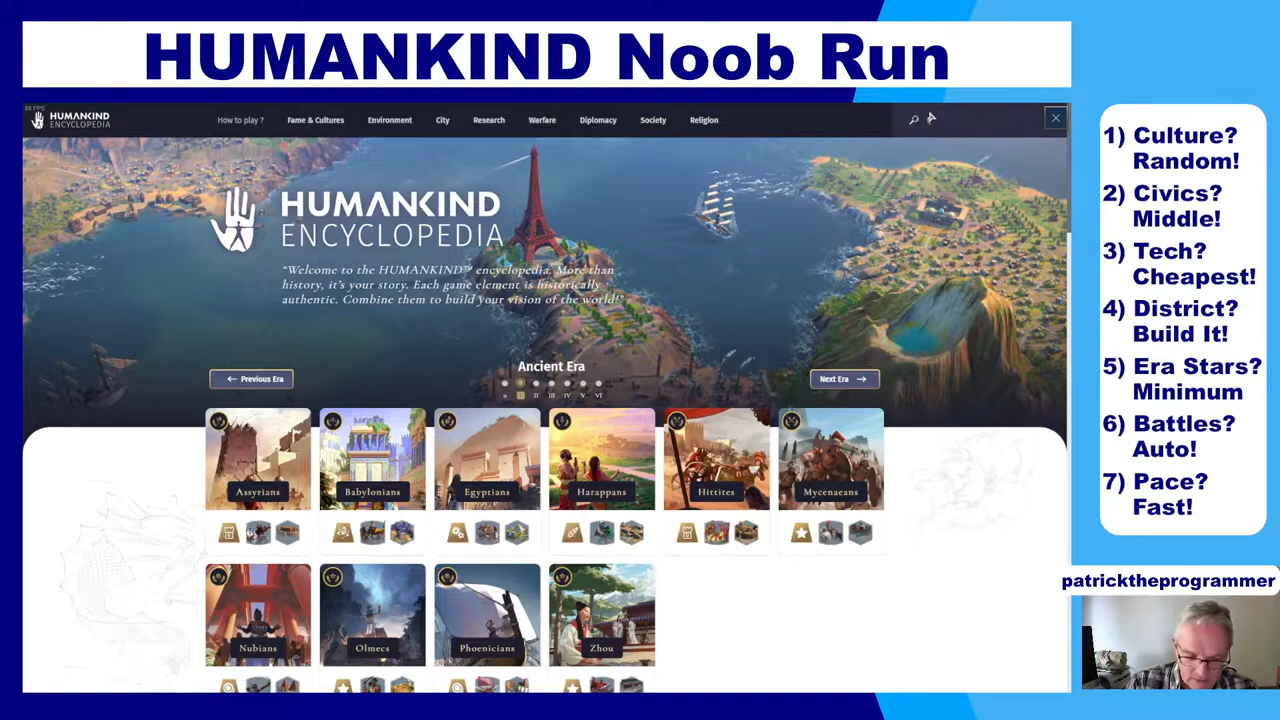 HUMANKIND Noob Run
HUMANKIND
ENCYCLOPEDIA
How to play ?
Fame & Cultures
Environment
City
Research
Warfare
Diplomacy
Society
Religion
HUMANKIND
ENCYCLOPEDIA
"Welcome to the HUMANKIND™ encyclopedia. More than
history, it's your story. Each game element is historically
authentic. Combine them to build your vision of the world!"
Ancient Era
← Previous Era
I II III IV V VI
Next Era →
Assyrians
Babylonians
Egyptians
Harappans
Hittites
Mycenaeans
Nubians
Olmecs
Phoenicians
Zhou
1) Culture?
Random!
2) Civics?
Middle!
3) Tech?
Cheapest!
4) District?
Build It!
5) Era Stars?
Minimum
6) Battles?
Auto!
7) Pace?
Fast!
patricktheprogrammer